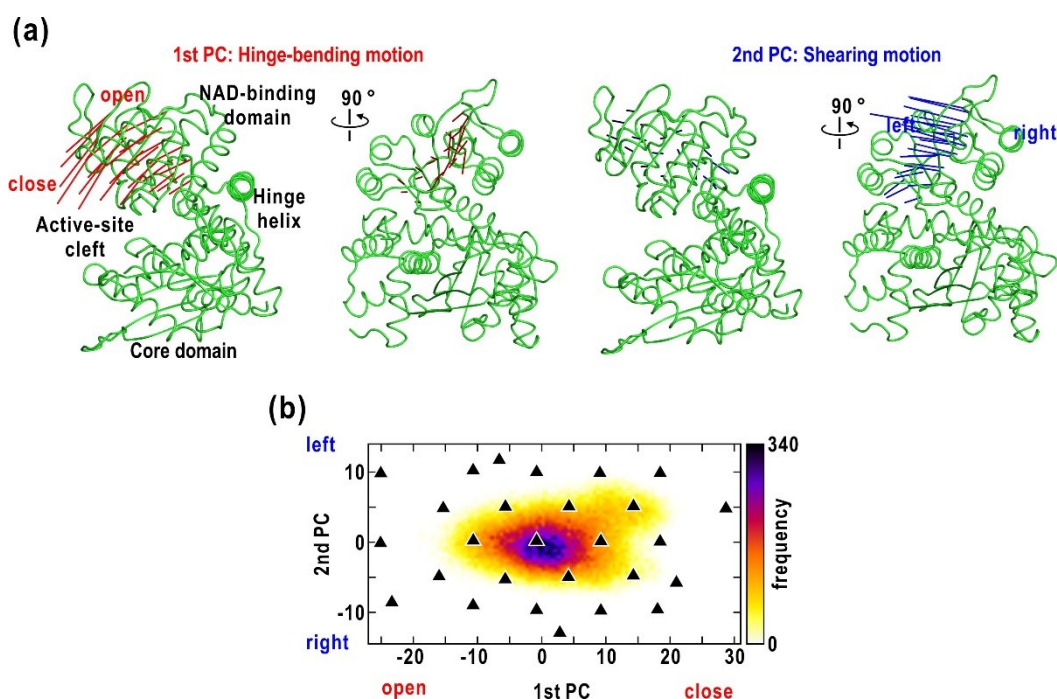 (a)
1st PC: Hinge-bending motion
2nd PC: Shearing motion
open
NAD-binding
domain
90 °
90 °
left
right
close
Hinge
helix
Active-site
cleft
Core domain
(b)
left
340
10
0
-10
2nd PC
frequency
0
right
-20
-10
0
10
20
30
open
1st PC
close